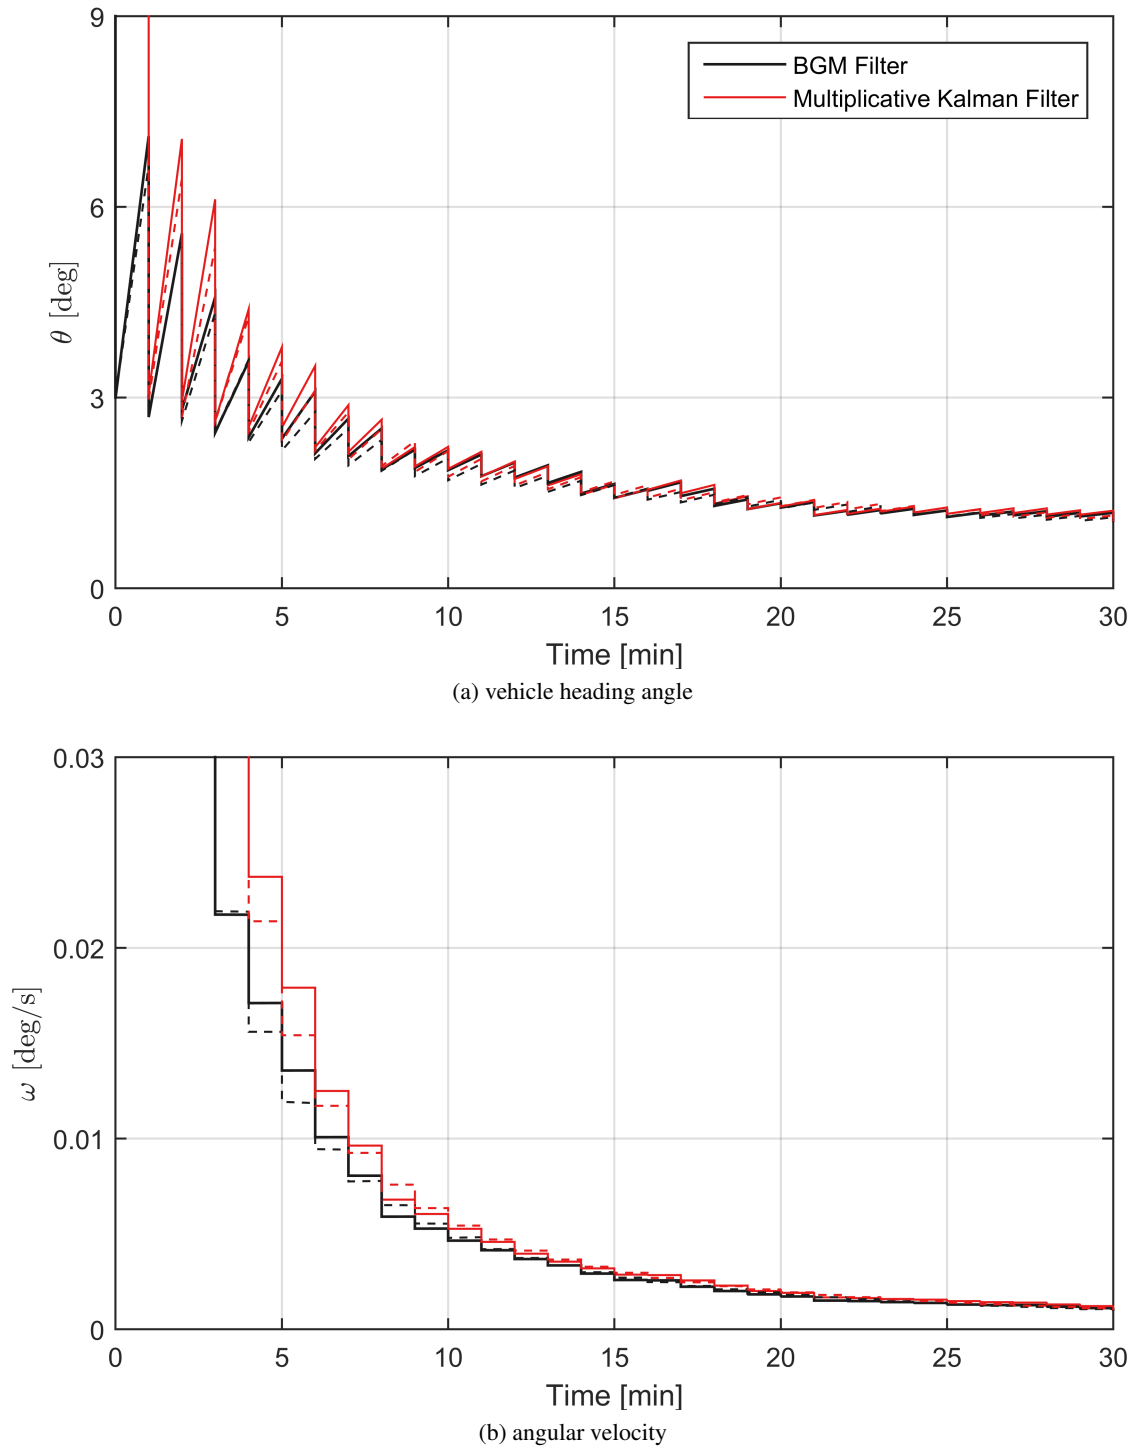 9
6
3
0
θ [deg]
BGM Filter
Multiplicative Kalman Filter
0 5 10 15 20 25 30
Time [min]
(a) vehicle heading angle
0.03
0.02
0.01
0
ω [deg/s]
0 5 10 15 20 25 30
Time [min]
(b) angular velocity